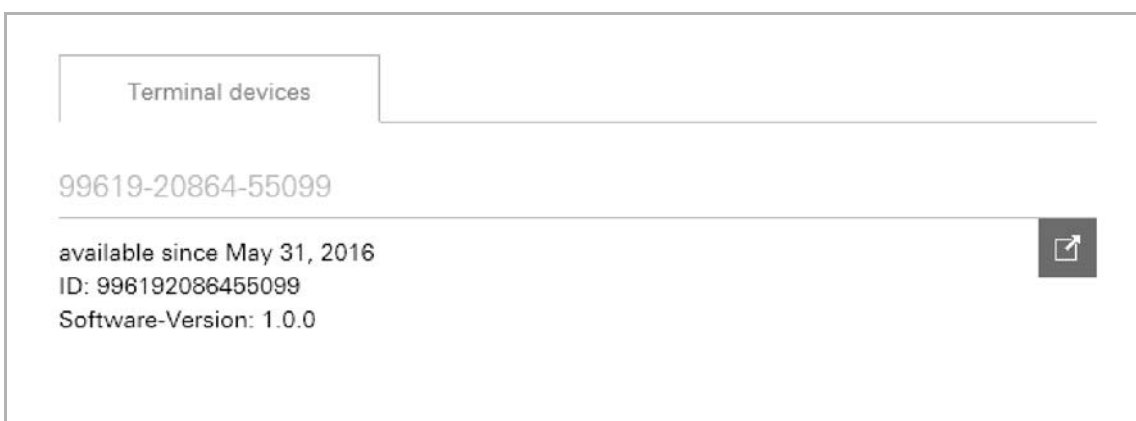 Terminal devices
99619-20864-55099
available since May 31, 2016
ID: 996192086455099
Software-Version: 1.0.0